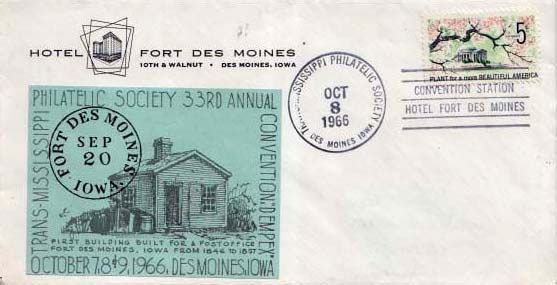 HOTEL FORT DES MOINES
10TH & WALNUT • DES MOINES, IOWA
5
PLANT for a more BEAUTIFUL AMERICA
TRANS-MISSISSIPPI PHILATELIC SOCIETY
OCT
8
1966
DES MOINES IOWA
CONVENTION STATION
HOTEL FORT DES MOINES
TRANS-MISSISSIPPI
PHILATELIC SOCIETY 33RD ANNUAL
CONVENTION, DEMPEX,
FORT DES MOINES,
SEP
20
IOWA.
FIRST BUILDING BUILT FOR A POSTOFFICE
FORT DES MOINES, IOWA FROM 1846 TO 1857
OCTOBER 7,8 & 9, 1966, DES MOINES, IOWA